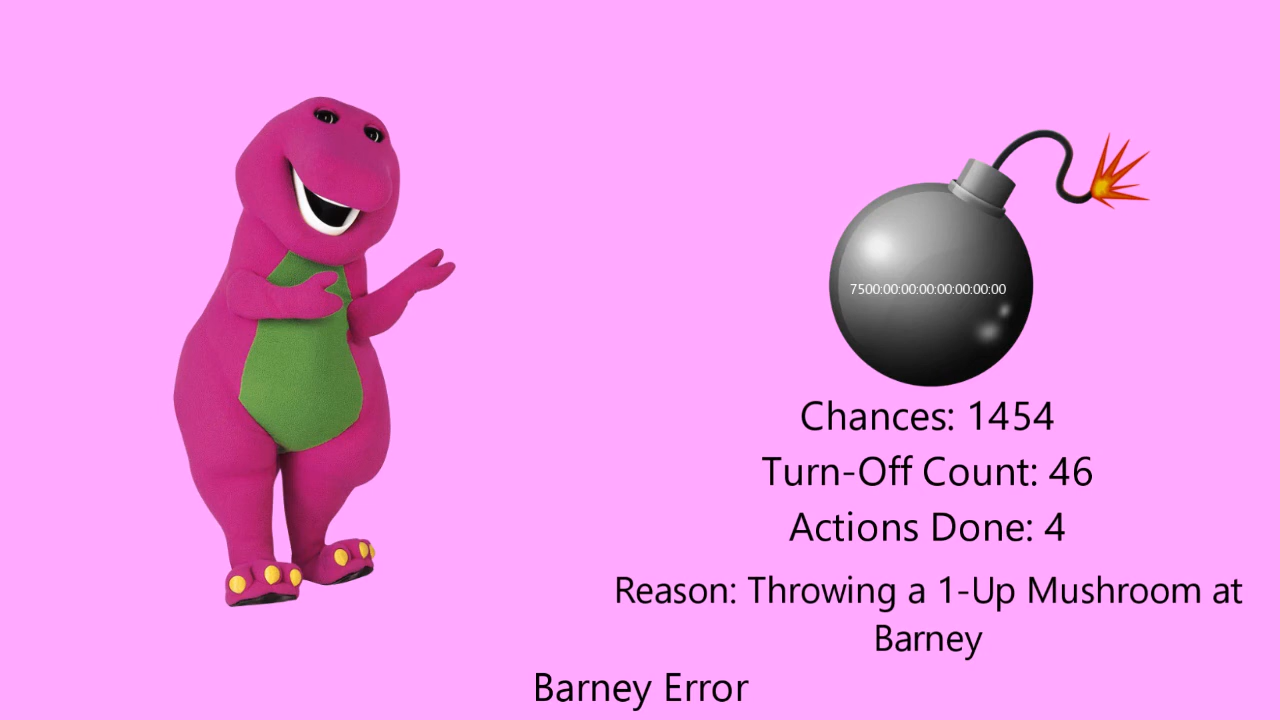 7500:00:00:00:00:00:00:00:00
Chances: 1454
Turn-Off Count: 46
Actions Done: 4
Reason: Throwing a 1-Up Mushroom at
Barney
Barney Error